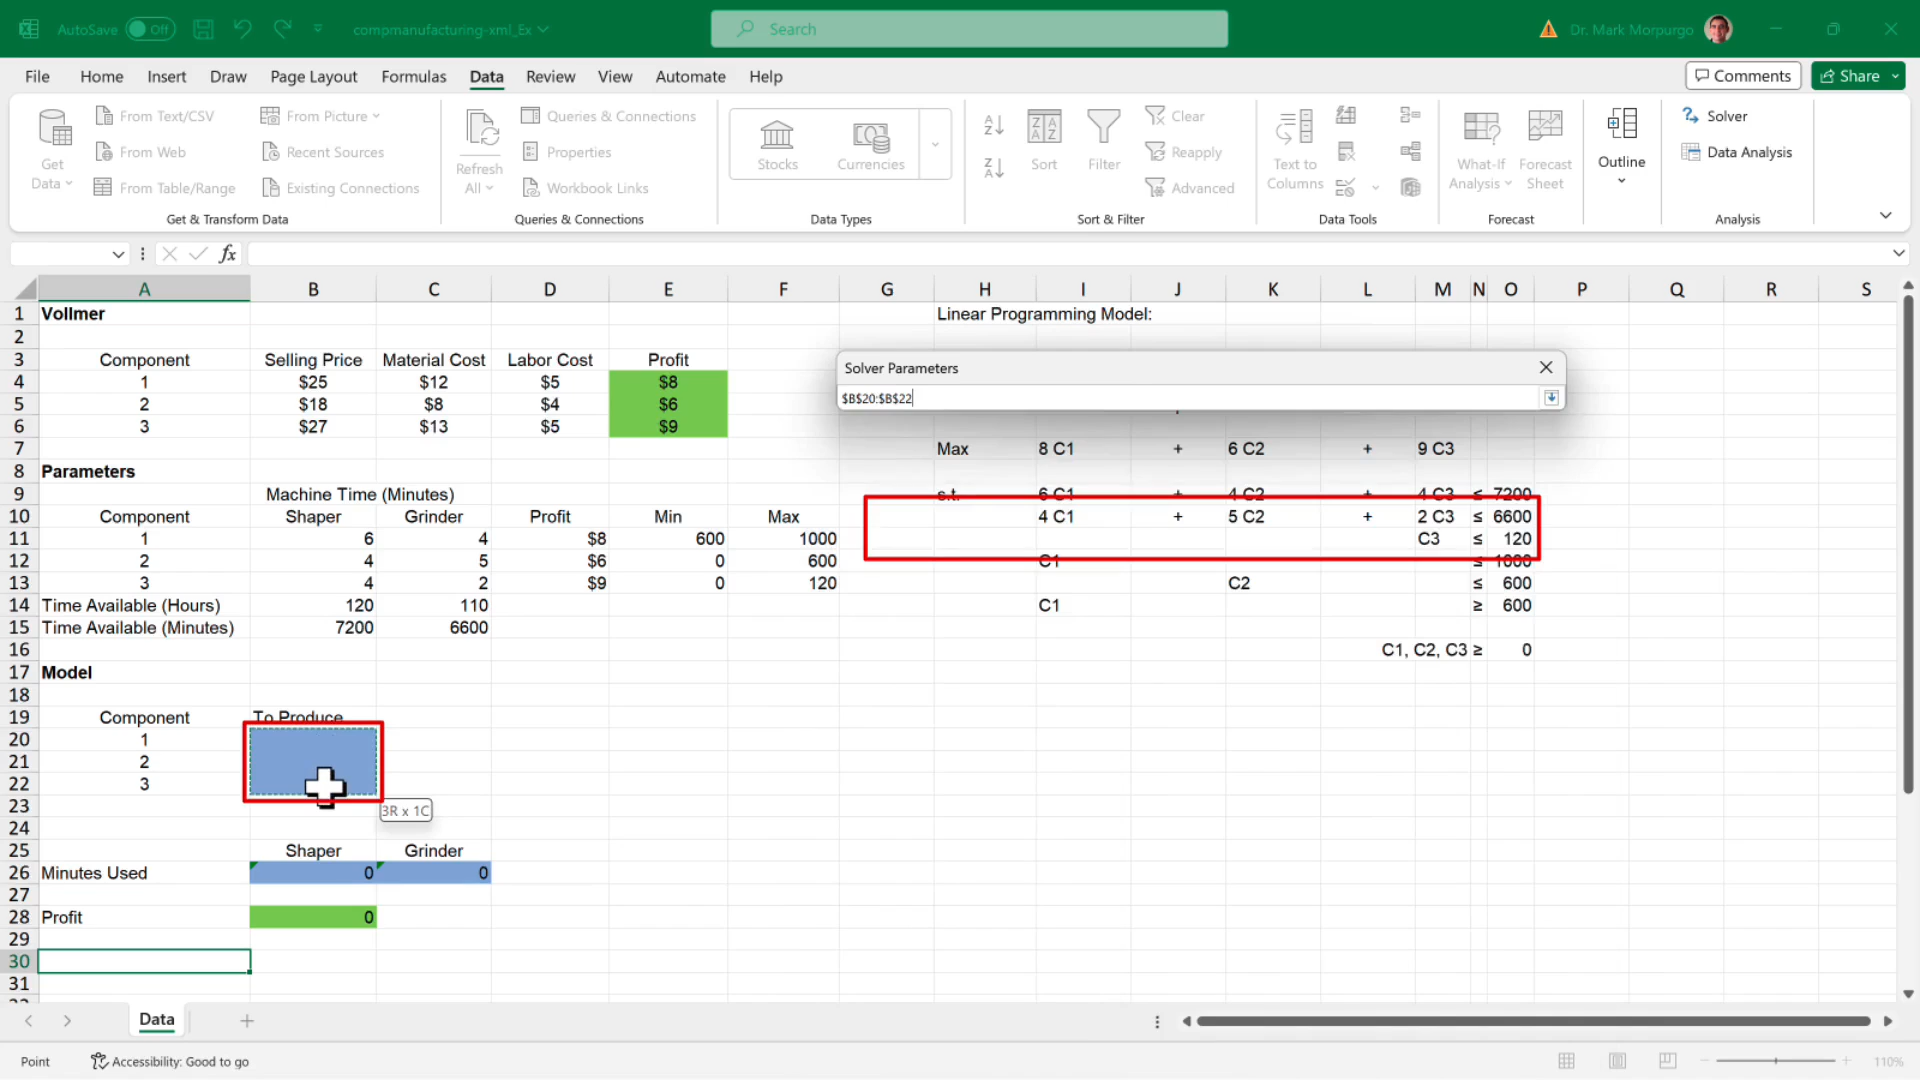 AutoSave Off compmanufacturing-xml_Ex Search Dr. Mark Morpurgo
File Home Insert Draw Page Layout Formulas Data Review View Automate Help Comments Share
From Text/CSV From Picture Queries & Connections Clear Solver
Get Data From Web Recent Sources Refresh All Properties Stocks Currencies Sort Filter Reapply Text to Columns What-If Analysis Forecast Sheet Outline Data Analysis
From Table/Range Existing Connections Workbook Links Advanced
Get & Transform Data Queries & Connections Data Types Sort & Filter Data Tools Forecast Analysis
fx
A B C D E F G H I J K L M N O P Q R S
1 Vollmer Linear Programming Model:
2
3 Component Selling Price Material Cost Labor Cost Profit
Solver Parameters
4 1 $25 $12 $5 $8
$B$20:$B$22
5 2 $18 $8 $4 $6
6 3 $27 $13 $5 $9
7 Max 8 C1 + 6 C2 + 9 C3
8 Parameters
9 Machine Time (Minutes) s.t. 6 C1 + 4 C2 + 4 C3 ≤ 7200
10 Component Shaper Grinder Profit Min Max 4 C1 + 5 C2 + 2 C3 ≤ 6600
11 1 6 4 $8 600 1000 C3 ≤ 120
12 2 4 5 $6 0 600 C1 ≤ 1000
13 3 4 2 $9 0 120 C2 ≤ 600
14 Time Available (Hours) 120 110 C1 ≥ 600
15 Time Available (Minutes) 7200 6600
16 C1, C2, C3 ≥ 0
17 Model
18
19 Component To Produce
20 1
21 2
22 3
23 3R x 1C
24
25 Shaper Grinder
26 Minutes Used 0 0
27
28 Profit 0
29
30
31
Data
Point Accessibility: Good to go 110%